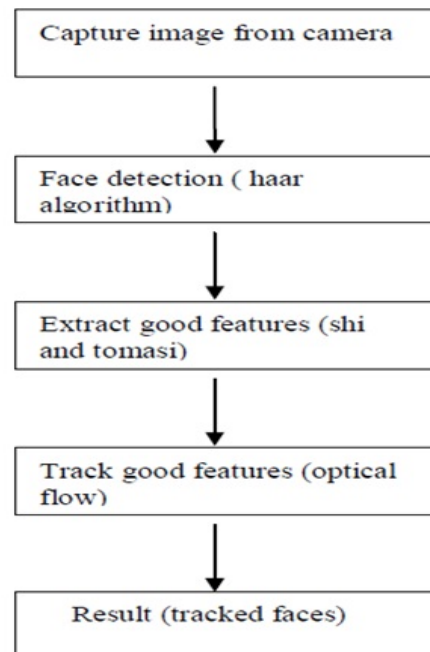 Capture image from camera
Face detection ( haar
algorithm)
Extract good features (shi
and tomasi)
Track good features (optical
flow)
Result (tracked faces)